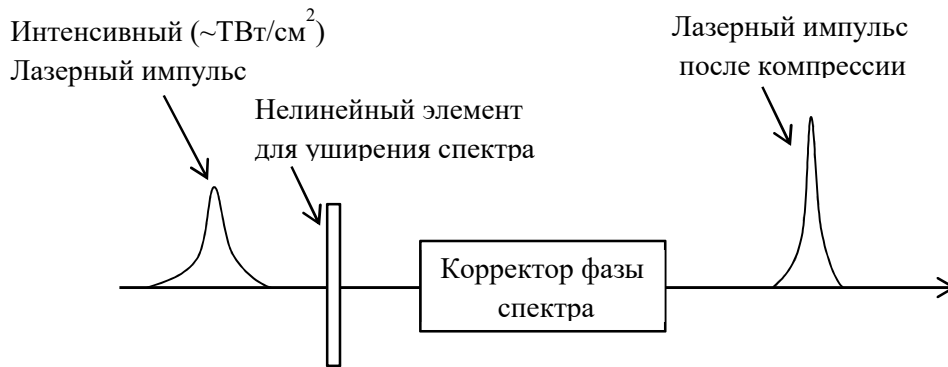 Интенсивный (~ТВт/см²)
Лазерный импульс
Нелинейный элемент
для уширения спектра
Корректор фазы
спектра
Лазерный импульс
после компрессии